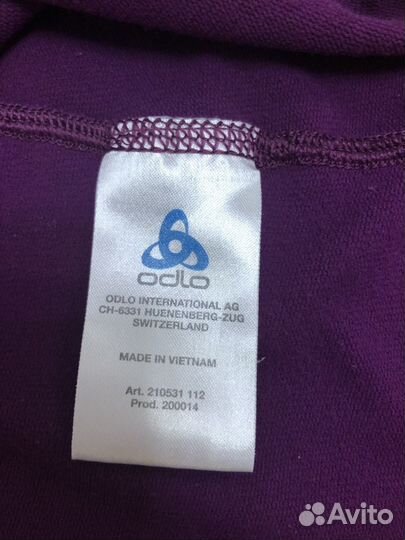 odlo
ODLO INTERNATIONAL AG
CH-6331 HUENENBERG-ZUG
SWITZERLAND
MADE IN VIETNAM
Art. 210531 112
Prod. 200014
Avito